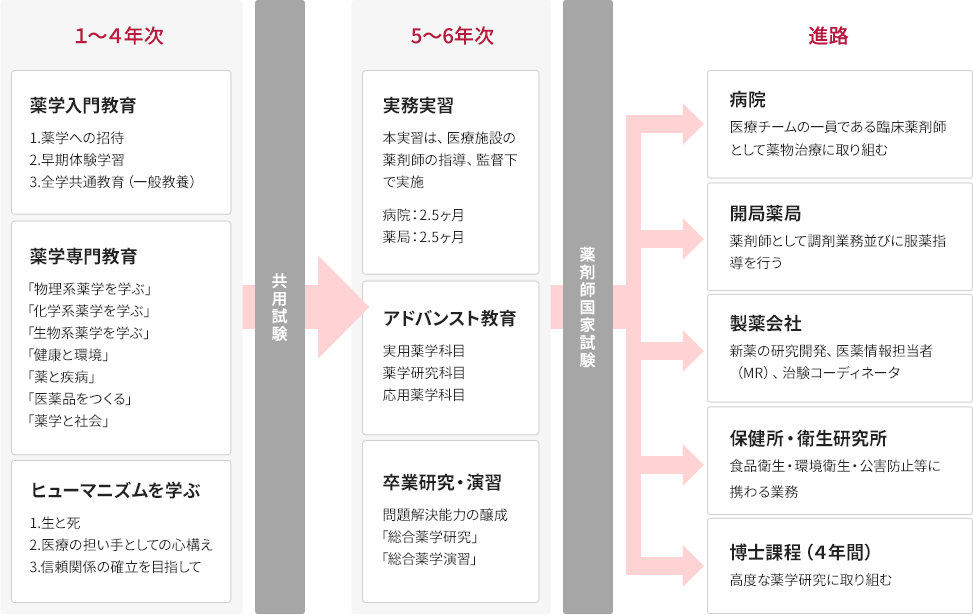 1〜4年次
薬学入門教育
1.薬学への招待
2.早期体験学習
3.全学共通教育（一般教養）
薬学専門教育
「物理系薬学を学ぶ」
「化学系薬学を学ぶ」
「生物系薬学を学ぶ」
「健康と環境」
「薬と疾病」
「医薬品をつくる」
「薬学と社会」
ヒューマニズムを学ぶ
1.生と死
2.医療の担い手としての心構え
3.信頼関係の確立を目指して
共用試験
5〜6年次
実務実習
本実習は、医療施設の
薬剤師の指導、監督下
で実施
病院：2.5ヶ月
薬局：2.5ヶ月
アドバンスト教育
実用薬学科目
薬学研究科目
応用薬学科目
卒業研究・演習
問題解決能力の醸成
「総合薬学研究」
「総合薬学演習」
薬剤師国家試験
進路
病院
医療チームの一員である臨床薬剤師
として薬物治療に取り組む
開局薬局
薬剤師として調剤業務並びに服薬指
導を行う
製薬会社
新薬の研究開発、医薬情報担当者
（MR）、治験コーディネータ
保健所・衛生研究所
食品衛生・環境衛生・公害防止等に
携わる業務
博士課程（4年間）
高度な薬学研究に取り組む